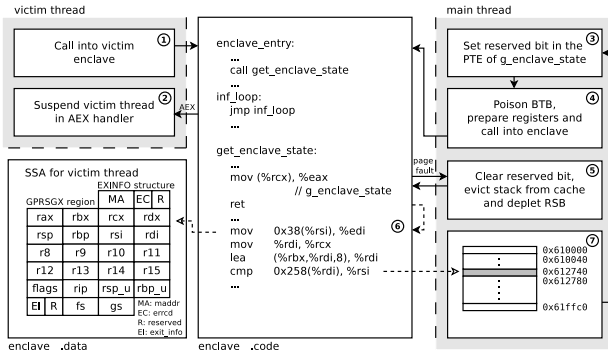 victim thread
Call into victim
enclave
①
Suspend victim thread
in AEX handler
②
AEX
SSA for victim thread
EXINFO structure
GPRSGX region
MA EC R
rax rbx rcx rdx
rsp rbp rsi rdi
r8 r9 r10 r11
r12 r13 r14 r15
flags rip rsp_u rbp_u
EI R fs gs
MA: maddr
EC: errcd
R: reserved
EI: exit_info
enclave .data
enclave_entry:
...
call get_enclave_state
...
inf_loop:
jmp inf_loop
...
get_enclave_state:
...
mov (%rcx), %eax
// g_enclave_state
ret
...
⑥
mov 0x38(%rsi), %edi
mov %rdi, %rcx
lea (%rbx,%rdi,8), %rdi
cmp 0x258(%rdi), %rsi
...
enclave .code
main thread
③
Set reserved bit in the
PTE of g_enclave_state
④
Poison BTB,
prepare registers and
call into enclave
page
fault
⑤
Clear reserved bit,
evict stack from cache
and deplet RSB
⑦
0x610000
0x610040
0x612740
0x612780
0x61ffc0